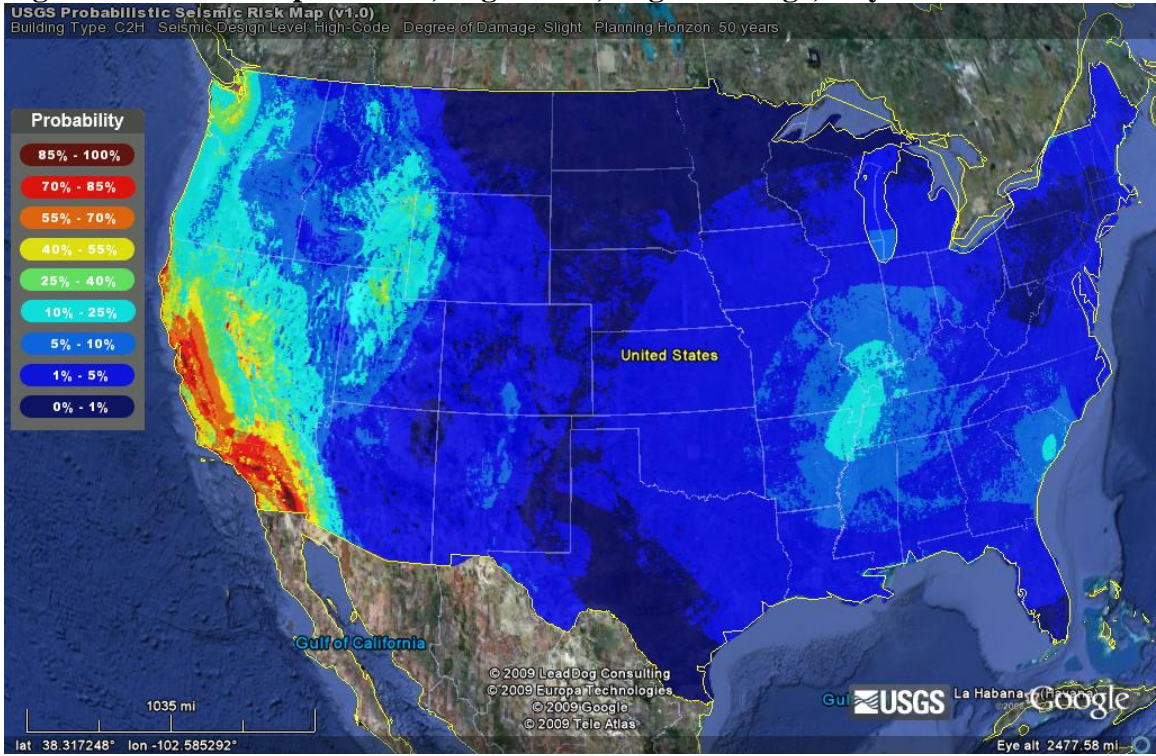 USGS Probabilistic Seismic Risk Map (v1.0)
Building Type: C2H Seismic Design Level: High-Code Degree of Damage: Slight Planning Horizon: 50 years
Probability
85% - 100%
70% - 85%
55% - 70%
40% - 55%
25% - 40%
10% - 25%
5% - 10%
1% - 5%
0% - 1%
United States
Gulf of California
© 2009 LeadDog Consulting
© 2009 Europa Technologies
© 2009 Google
© 2009 Tele Atlas
1035 mi
USGS
La Habana
Google
lat 38.317248° lon -102.585292°
Eye alt 2477.58 mi